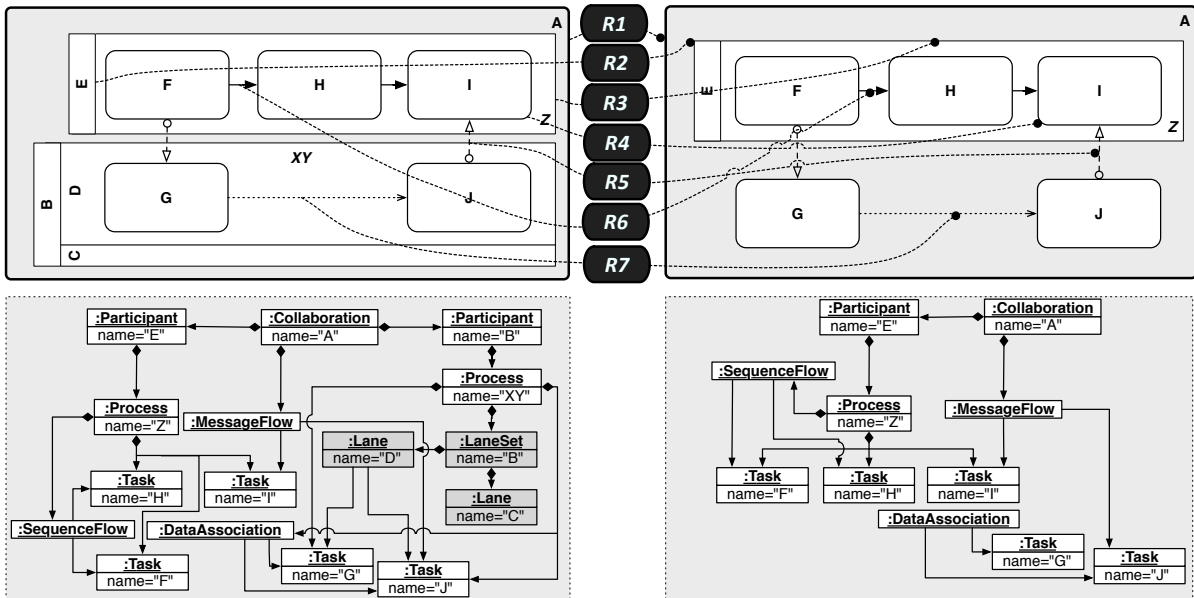 A
E
F
H
I
Z
XY
B
D
G
J
C
R1
R2
R3
R4
R5
R6
R7
A
E
F
H
I
Z
G
J
:Participant
name="E"
:Collaboration
name="A"
:Participant
name="B"
:Process
name="XY"
:Process
name="Z"
:MessageFlow
:Lane
name="D"
:LaneSet
name="B"
:Task
name="H"
:Task
name="I"
:Lane
name="C"
:SequenceFlow
:DataAssociation
:Task
name="F"
:Task
name="G"
:Task
name="J"
:Participant
name="E"
:Collaboration
name="A"
:SequenceFlow
:Process
name="Z"
:MessageFlow
:Task
name="F"
:Task
name="H"
:Task
name="I"
:DataAssociation
:Task
name="G"
:Task
name="J"